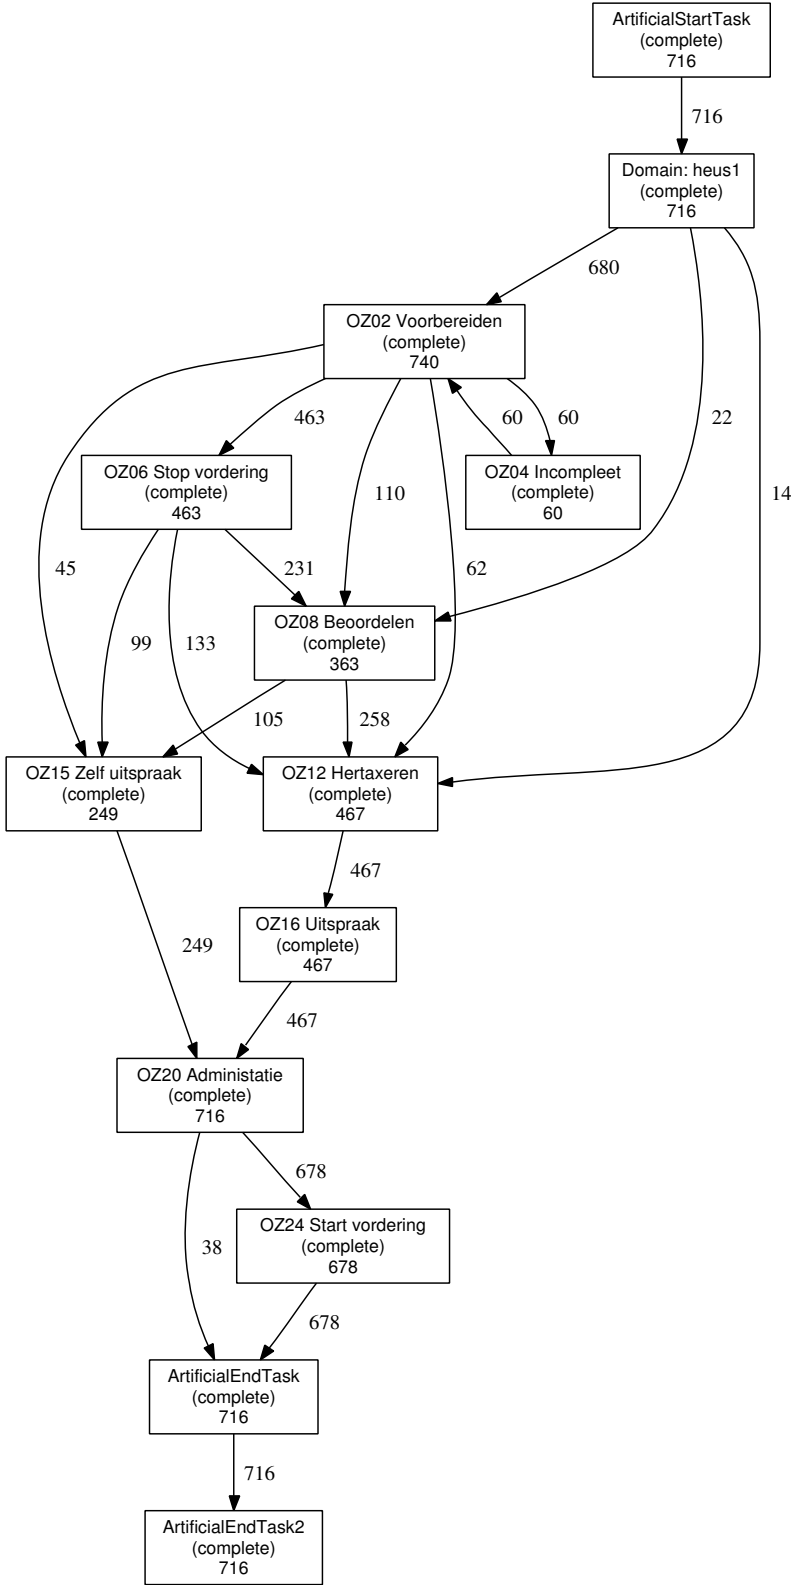 ArtificialStartTask
(complete)
716
716
Domain: heus1
(complete)
716
680
OZ02 Voorbereiden
(complete)
740
463
60
60
22
14
OZ06 Stop vordering
(complete)
463
110
OZ04 Incompleet
(complete)
60
45
231
62
99
133
OZ08 Beoordelen
(complete)
363
105
258
OZ15 Zelf uitspraak
(complete)
249
OZ12 Hertaxeren
(complete)
467
467
OZ16 Uitspraak
(complete)
467
249
467
OZ20 Administatie
(complete)
716
678
38
OZ24 Start vordering
(complete)
678
678
ArtificialEndTask
(complete)
716
716
ArtificialEndTask2
(complete)
716